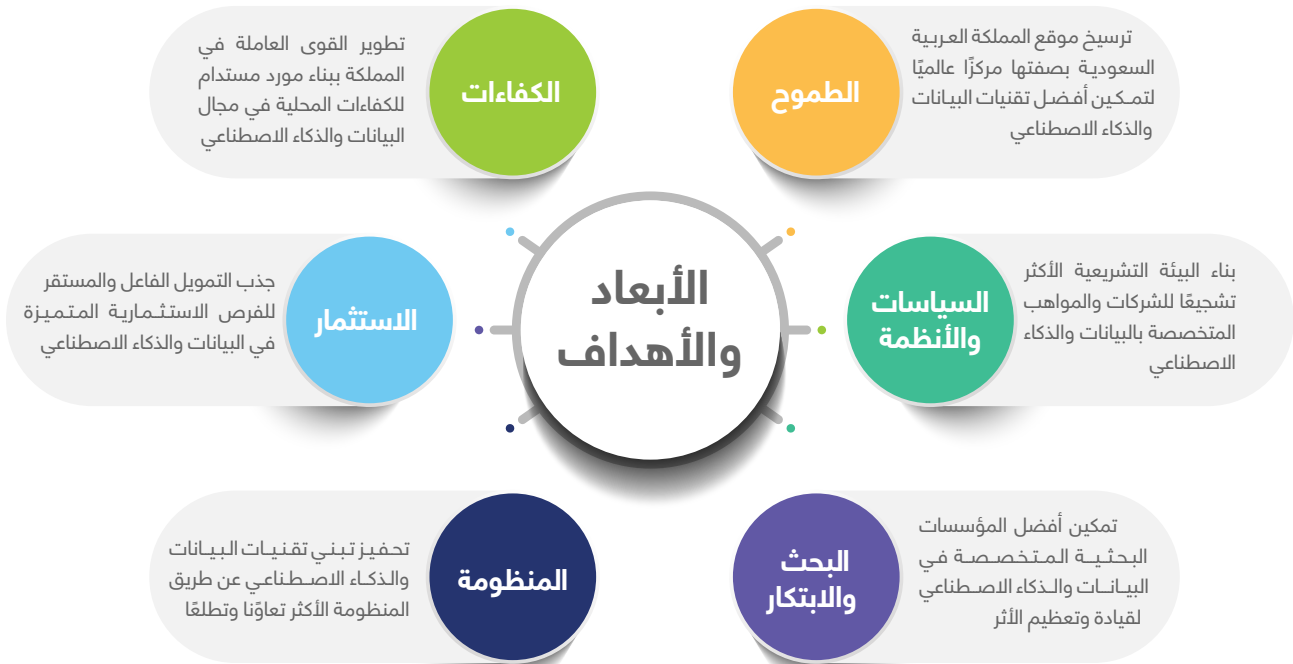 الأبعاد
والأهداف
الطموح
ترسيخ موقع المملكة العربية
السعودية بصفتها مركزًا عالميًا
لتمكين أفضل تقنيات البيانات
والذكاء الاصطناعي
الكفاءات
تطوير القوى العاملة في
المملكة ببناء مورد مستدام
للكفاءات المحلية في مجال
البيانات والذكاء الاصطناعي
السياسات
والأنظمة
بناء البيئة التشريعية الأكثر
تشجيعًا للشركات والمواهب
المتخصصة بالبيانات والذكاء
الاصطناعي
الاستثمار
جذب التمويل الفاعل والمستقر
للفرص الاستثمارية المتميزة
في البيانات والذكاء الاصطناعي
البحث
والابتكار
تمكين أفضل المؤسسات
البحثية المتخصصة في
البيانات والذكاء الاصطناعي
لقيادة وتعظيم الأثر
المنظومة
تحفيز تبني تقنيات البيانات
والذكاء الاصطناعي عن طريق
المنظومة الأكثر تعاوًنا وتطلعًا